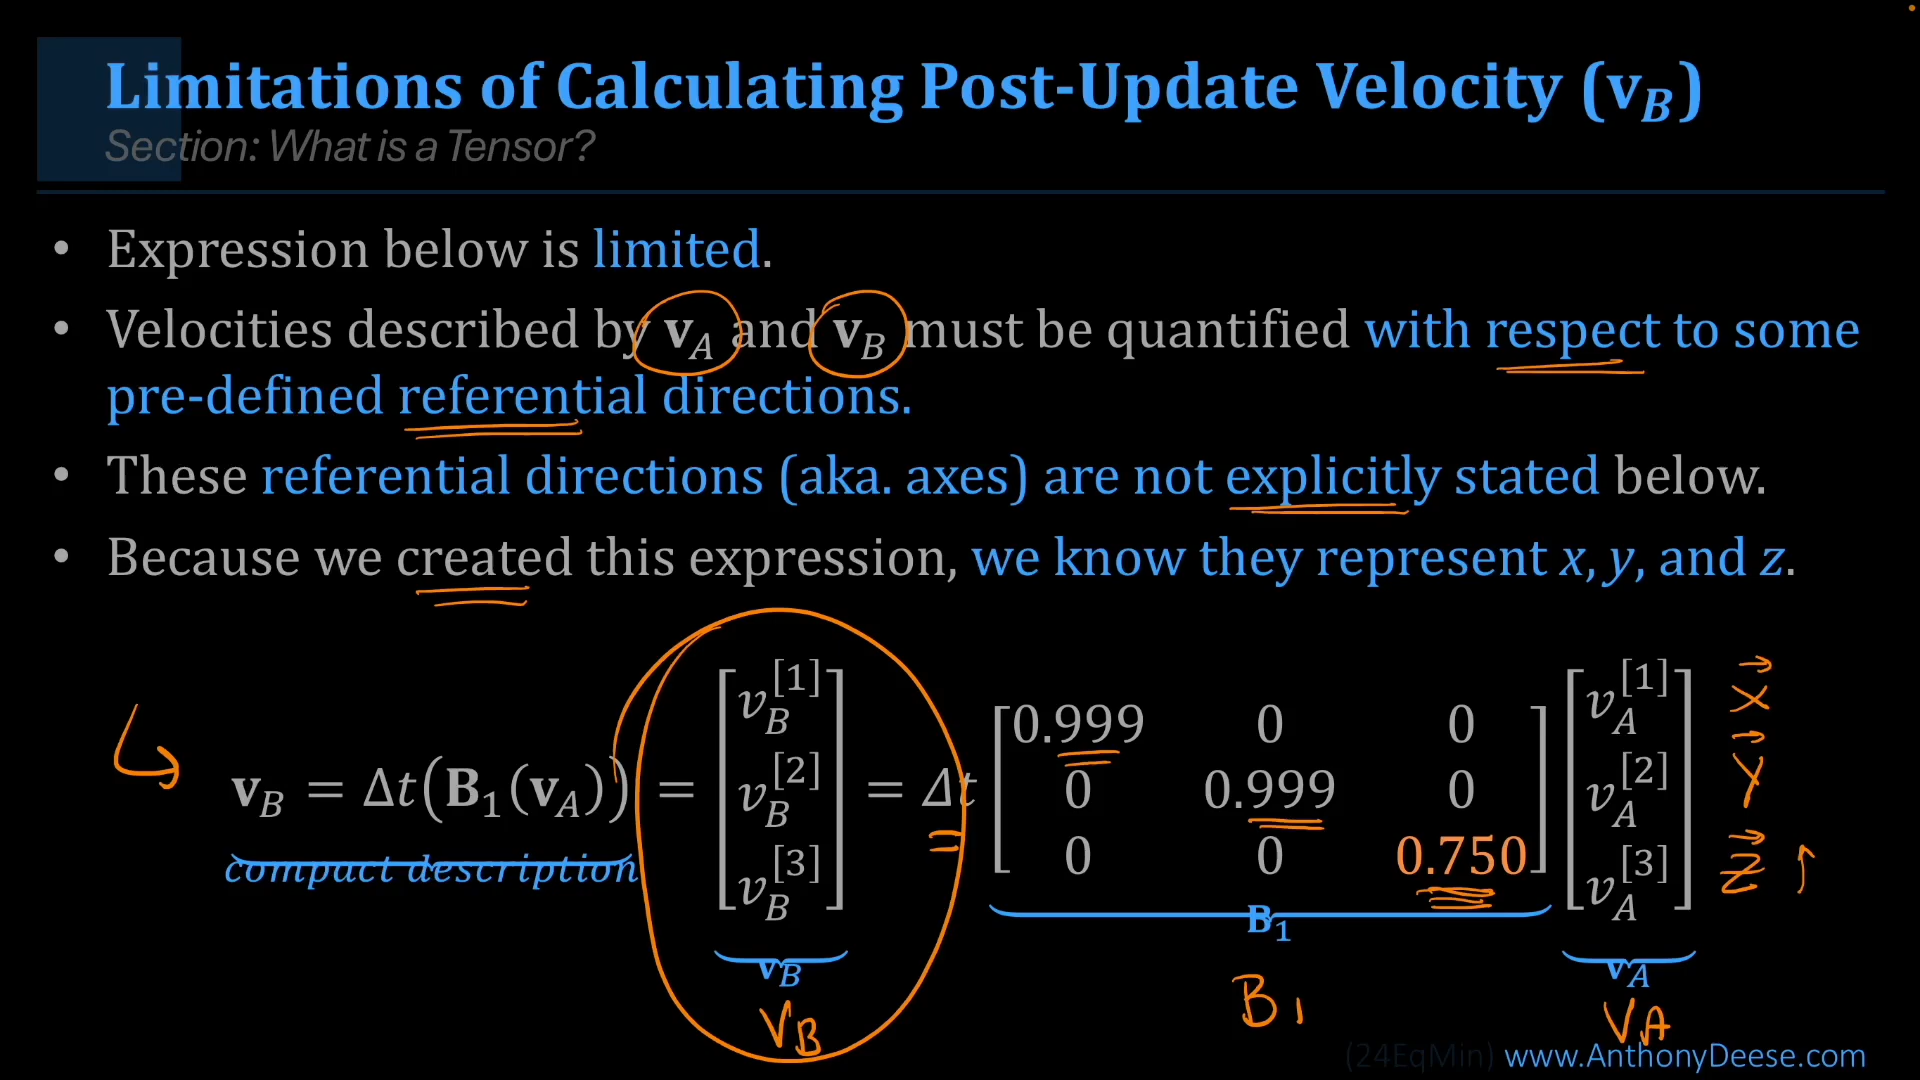 Limitations of Calculating Post-Update Velocity (v_B)
Section: What is a Tensor?
• Expression below is limited.
• Velocities described by v_A and v_B must be quantified with respect to some
pre-defined referential directions.
• These referential directions (aka. axes) are not explicitly stated below.
• Because we created this expression, we know they represent x, y, and z.
v_B = Δt(B_1(v_A)) = [v_B^[1] v_B^[2] v_B^[3]] = Δt [0.999 0 0 0 0.999 0 0 0 0.750] [v_A^[1] v_A^[2] v_A^[3]] X Y Z
compact description
v_B B_1 v_A
V_B B_1 V_A
(24EqMin) www.AnthonyDeese.com